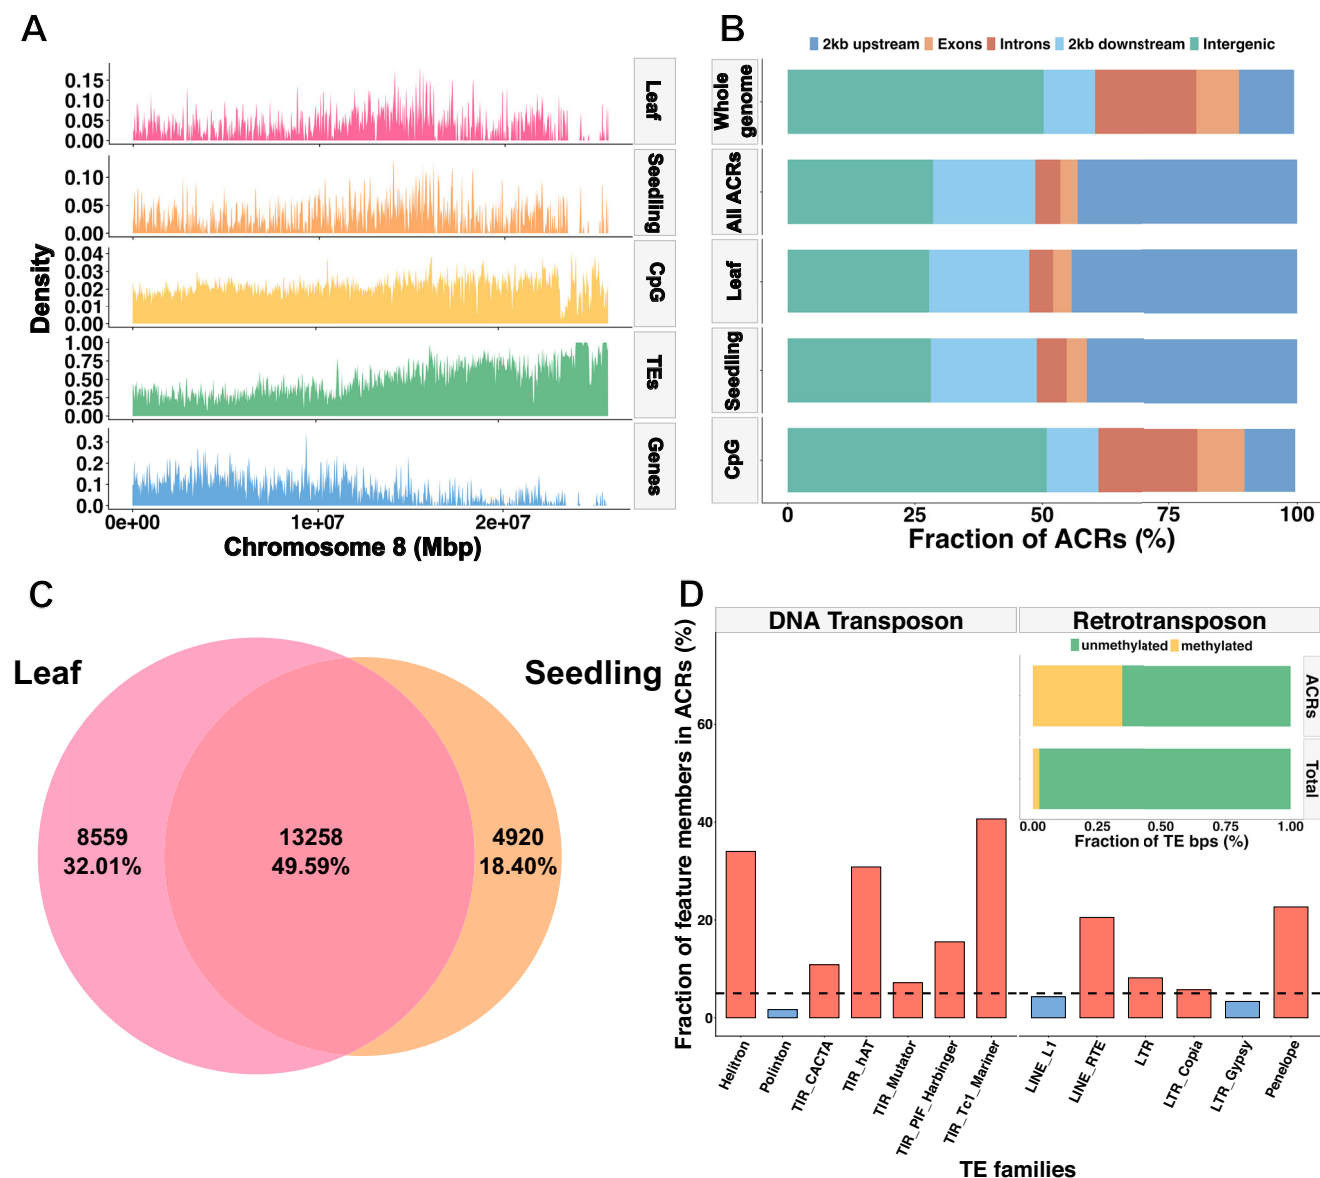 A
0.15
0.10
0.05
0.00
Leaf
0.10
0.05
0.00
Seedling
0.04
0.03
0.02
0.01
0.00
CpG
1.00
0.75
0.50
0.25
0.00
TEs
0.3
0.2
0.1
0.0
Genes
Density
0e+00 1e+07 2e+07
Chromosome 8 (Mbp)
B
2kb upstream Exons Introns 2kb downstream Intergenic
Whole
genome
All ACRs
Leaf
Seedling
CpG
0 25 50 75 100
Fraction of ACRs (%)
C
Leaf
Seedling
8559
32.01%
13258
49.59%
4920
18.40%
D
DNA Transposon
Retrotransposon
unmethylated methylated
ACRs
Total
0.00 0.25 0.50 0.75 1.00
Fraction of TE bps (%)
Fraction of feature members in ACRs (%)
60
40
20
0
Helitron
Polinton
TIR_CACTA
TIR_hAT
TIR_Mutator
TIR_PIF_Harbinger
TIR_Tc1_Mariner
LINE_L1
LINE_RTE
LTR
LTR_Copia
LTR_Gypsy
Penelope
TE families